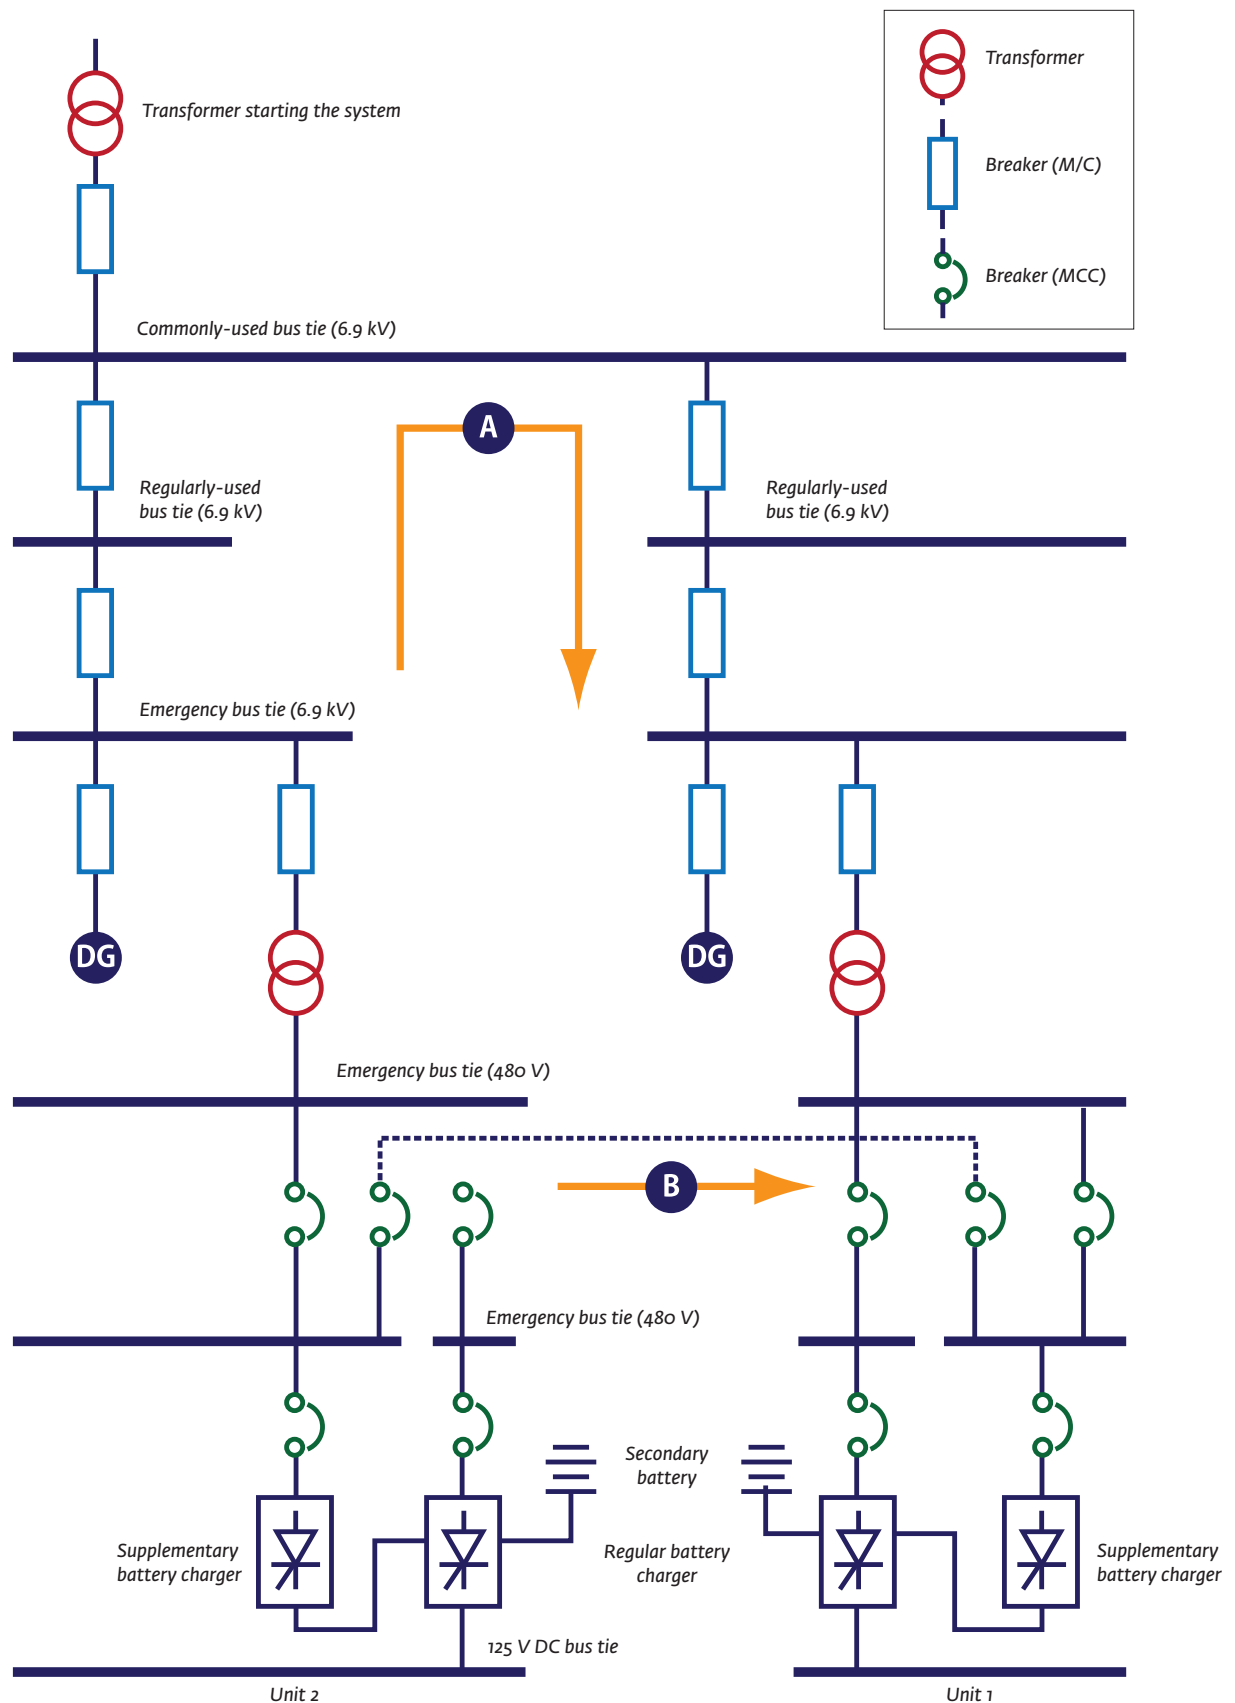 Transformer
Transformer starting the system
Breaker (M/C)
Breaker (MCC)
Commonly-used bus tie (6.9 kV)
A
Regularly-used
bus tie (6.9 kV)
Regularly-used
bus tie (6.9 kV)
Emergency bus tie (6.9 kV)
DG
DG
Emergency bus tie (480 V)
B
Emergency bus tie (480 V)
Secondary
battery
Supplementary
battery charger
Regular battery
charger
Supplementary
battery charger
125 V DC bus tie
Unit 2
Unit 1